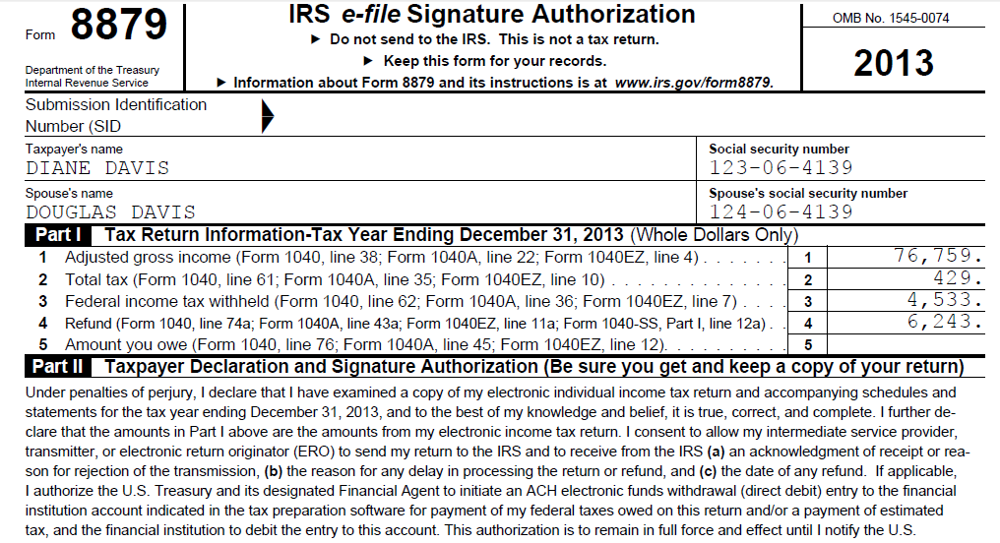 Form 8879
Department of the Treasury
Internal Revenue Service
IRS e-file Signature Authorization
► Do not send to the IRS. This is not a tax return.
► Keep this form for your records.
► Information about Form 8879 and its instructions is at www.irs.gov/form8879.
OMB No. 1545-0074
2013
Submission Identification
Number (SID
Taxpayer's name
DIANE DAVIS
Social security number
123-06-4139
Spouse's name
DOUGLAS DAVIS
Spouse's social security number
124-06-4139
Part I Tax Return Information-Tax Year Ending December 31, 2013 (Whole Dollars Only)
1 Adjusted gross income (Form 1040, line 38; Form 1040A, line 22; Form 1040EZ, line 4) . . . . . . . 1 76,759.
2 Total tax (Form 1040, line 61; Form 1040A, line 35; Form 1040EZ, line 10) . . . . . . . . . . . . . . 2 429.
3 Federal income tax withheld (Form 1040, line 62; Form 1040A, line 36; Form 1040EZ, line 7) . . . . 3 4,533.
4 Refund (Form 1040, line 74a; Form 1040A, line 43a; Form 1040EZ, line 11a; Form 1040-SS, Part I, line 12a) . . 4 6,243.
5 Amount you owe (Form 1040, line 76; Form 1040A, line 45; Form 1040EZ, line 12). . . . . . . . . . 5
Part II Taxpayer Declaration and Signature Authorization (Be sure you get and keep a copy of your return)
Under penalties of perjury, I declare that I have examined a copy of my electronic individual income tax return and accompanying schedules and
statements for the tax year ending December 31, 2013, and to the best of my knowledge and belief, it is true, correct, and complete. I further de-
clare that the amounts in Part I above are the amounts from my electronic income tax return. I consent to allow my intermediate service provider,
transmitter, or electronic return originator (ERO) to send my return to the IRS and to receive from the IRS (a) an acknowledgment of receipt or rea-
son for rejection of the transmission, (b) the reason for any delay in processing the return or refund, and (c) the date of any refund. If applicable,
I authorize the U.S. Treasury and its designated Financial Agent to initiate an ACH electronic funds withdrawal (direct debit) entry to the financial
institution account indicated in the tax preparation software for payment of my federal taxes owed on this return and/or a payment of estimated
tax, and the financial institution to debit the entry to this account. This authorization is to remain in full force and effect until I notify the U.S.